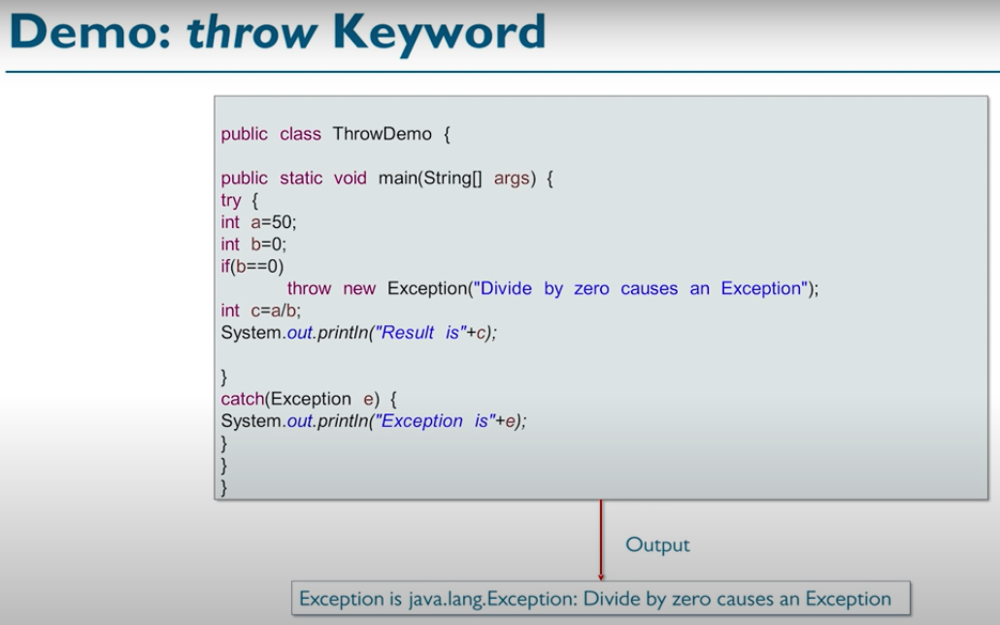 Demo: throw Keyword
public class ThrowDemo {
public static void main(String[] args) {
try {
int a=50;
int b=0;
if(b==0)
throw new Exception("Divide by zero causes an Exception");
int c=a/b;
System.out.println("Result is"+c);
}
catch(Exception e) {
System.out.println("Exception is"+e);
}
}
}
Output
Exception is java.lang.Exception: Divide by zero causes an Exception